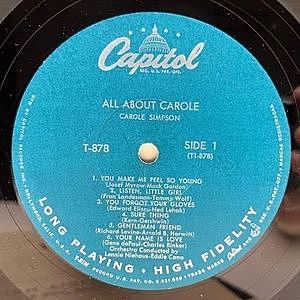 Capitol
REG. U.S. PAT. OFF.
ALL ABOUT CAROLE
CAROLE SIMPSON
T-878
SIDE 1
(T1-878)
1. YOU MAKE ME FEEL SO YOUNG
(Josef Myrow-Mack Gordon)
2. LISTEN, LITTLE GIRL
(Fran Landesman-Tommy Wolf)
3. YOU FORGOT YOUR GLOVES
(Edward Eliscu-Ned Lehak)
4. SURE THING
(Kern-Gershwin)
5. GENTLEMAN FRIEND
(Richard Levine-Arnold B. Horwitt)
6. YOUR NAME IS LOVE
(Gene dePaul-Charles Rinker)
Orchestra Conducted by
Lennie Niehaus-Eddie Cano
LONG PLAYING • HIGH FIDELITY